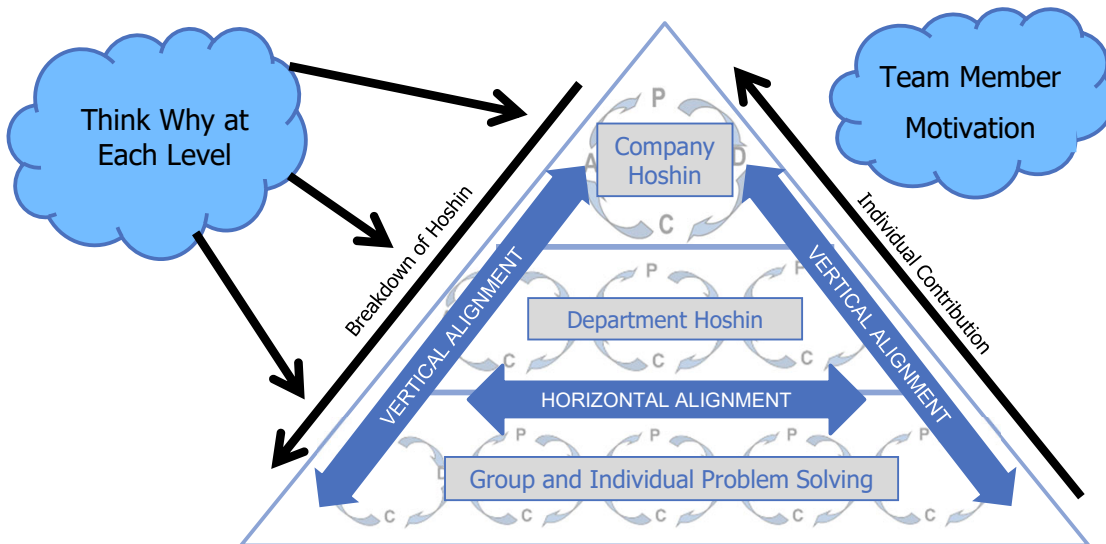 Think Why at
Each Level
Team Member
Motivation
Breakdown of Hoshin
Individual Contribution
P
A
D
C
Company
Hoshin
VERTICAL ALIGNMENT
VERTICAL ALIGNMENT
P
P
P
Department Hoshin
C
C
C
HORIZONTAL ALIGNMENT
P
P
P
P
D
Group and Individual Problem Solving
C
C
C
C
C